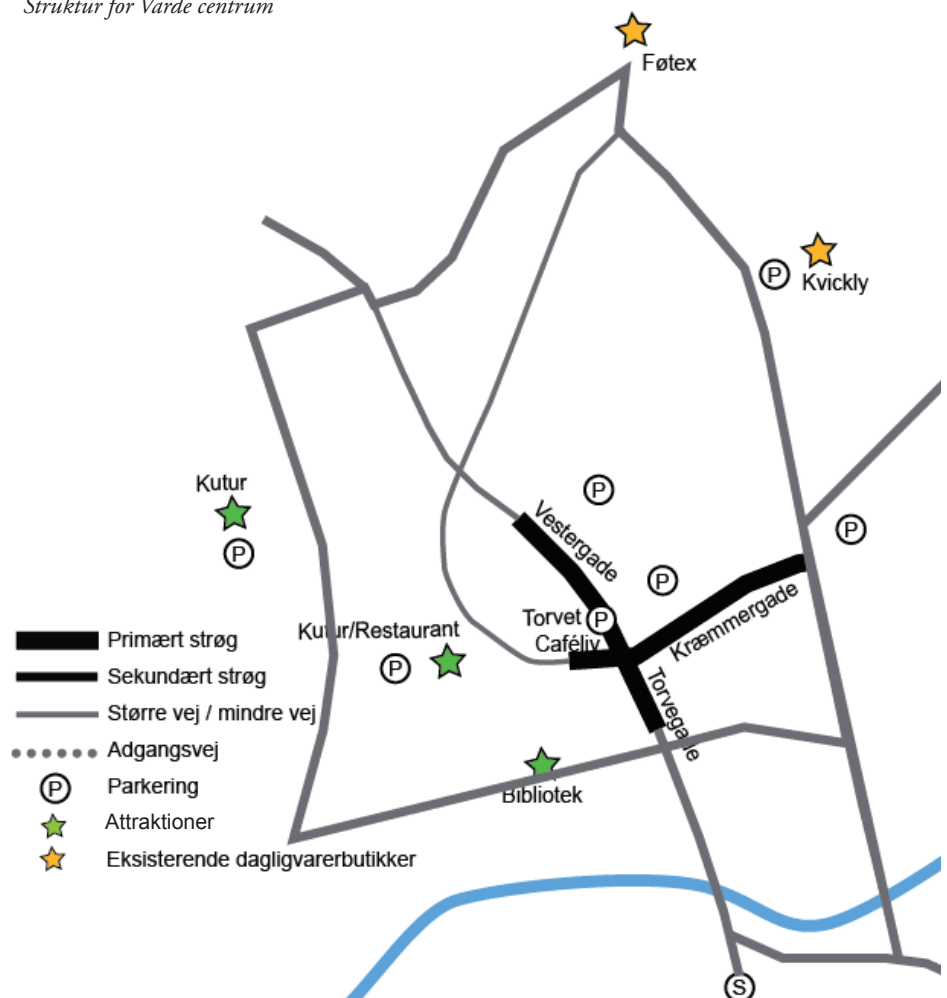 Struktur for Varde centrum
Føtex
P
Kvickly
Kutur
P
P
P
Vestergade
P
Torvet
P
Caféliv
Kræmmergade
Torvegade
Kutur/Restaurant
P
Bibliotek
Primært strøg
Sekundært strøg
Større vej / mindre vej
Adgangsvej
P Parkering
Attraktioner
Eksisterende dagligvarerbutikker
S